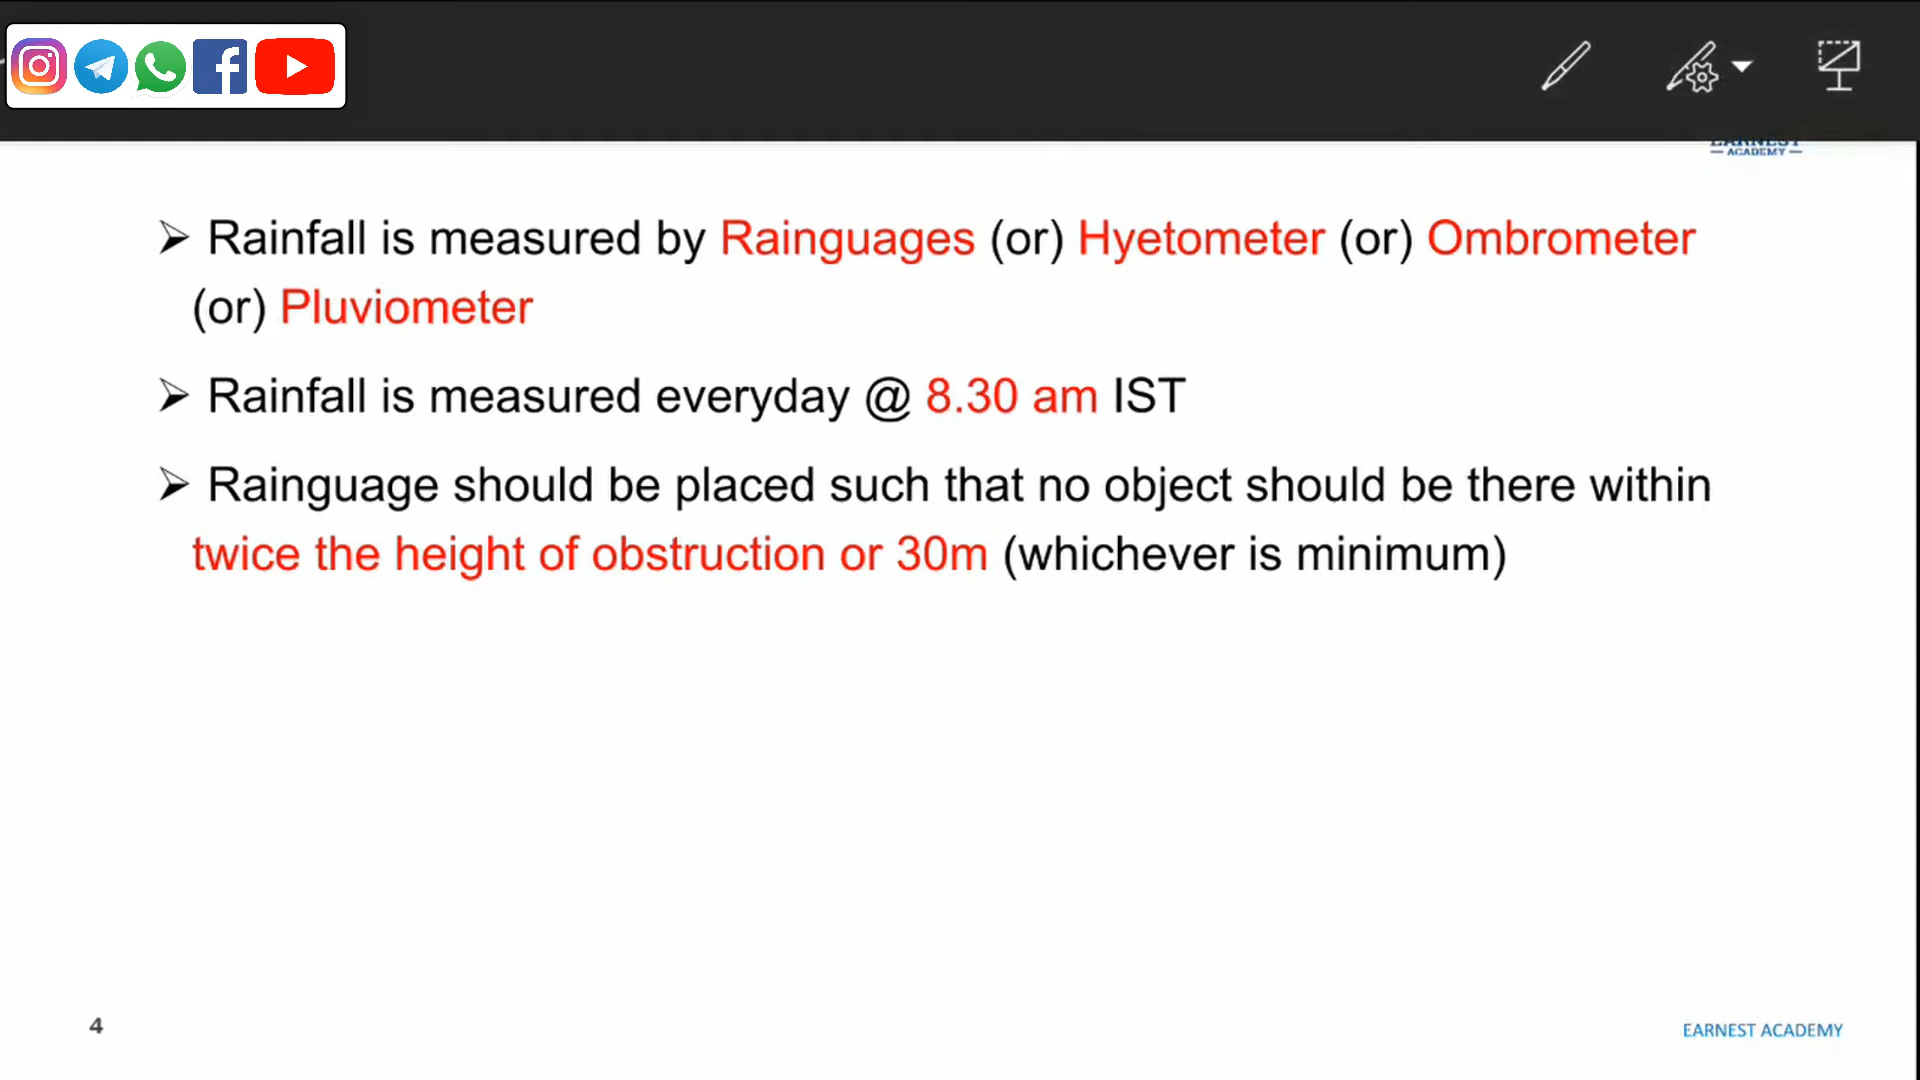 EARNEST
— ACADEMY —
➢ Rainfall is measured by Rainguages (or) Hyetometer (or) Ombrometer
(or) Pluviometer
➢ Rainfall is measured everyday @ 8.30 am IST
➢ Rainguage should be placed such that no object should be there within
twice the height of obstruction or 30m (whichever is minimum)
4
EARNEST ACADEMY